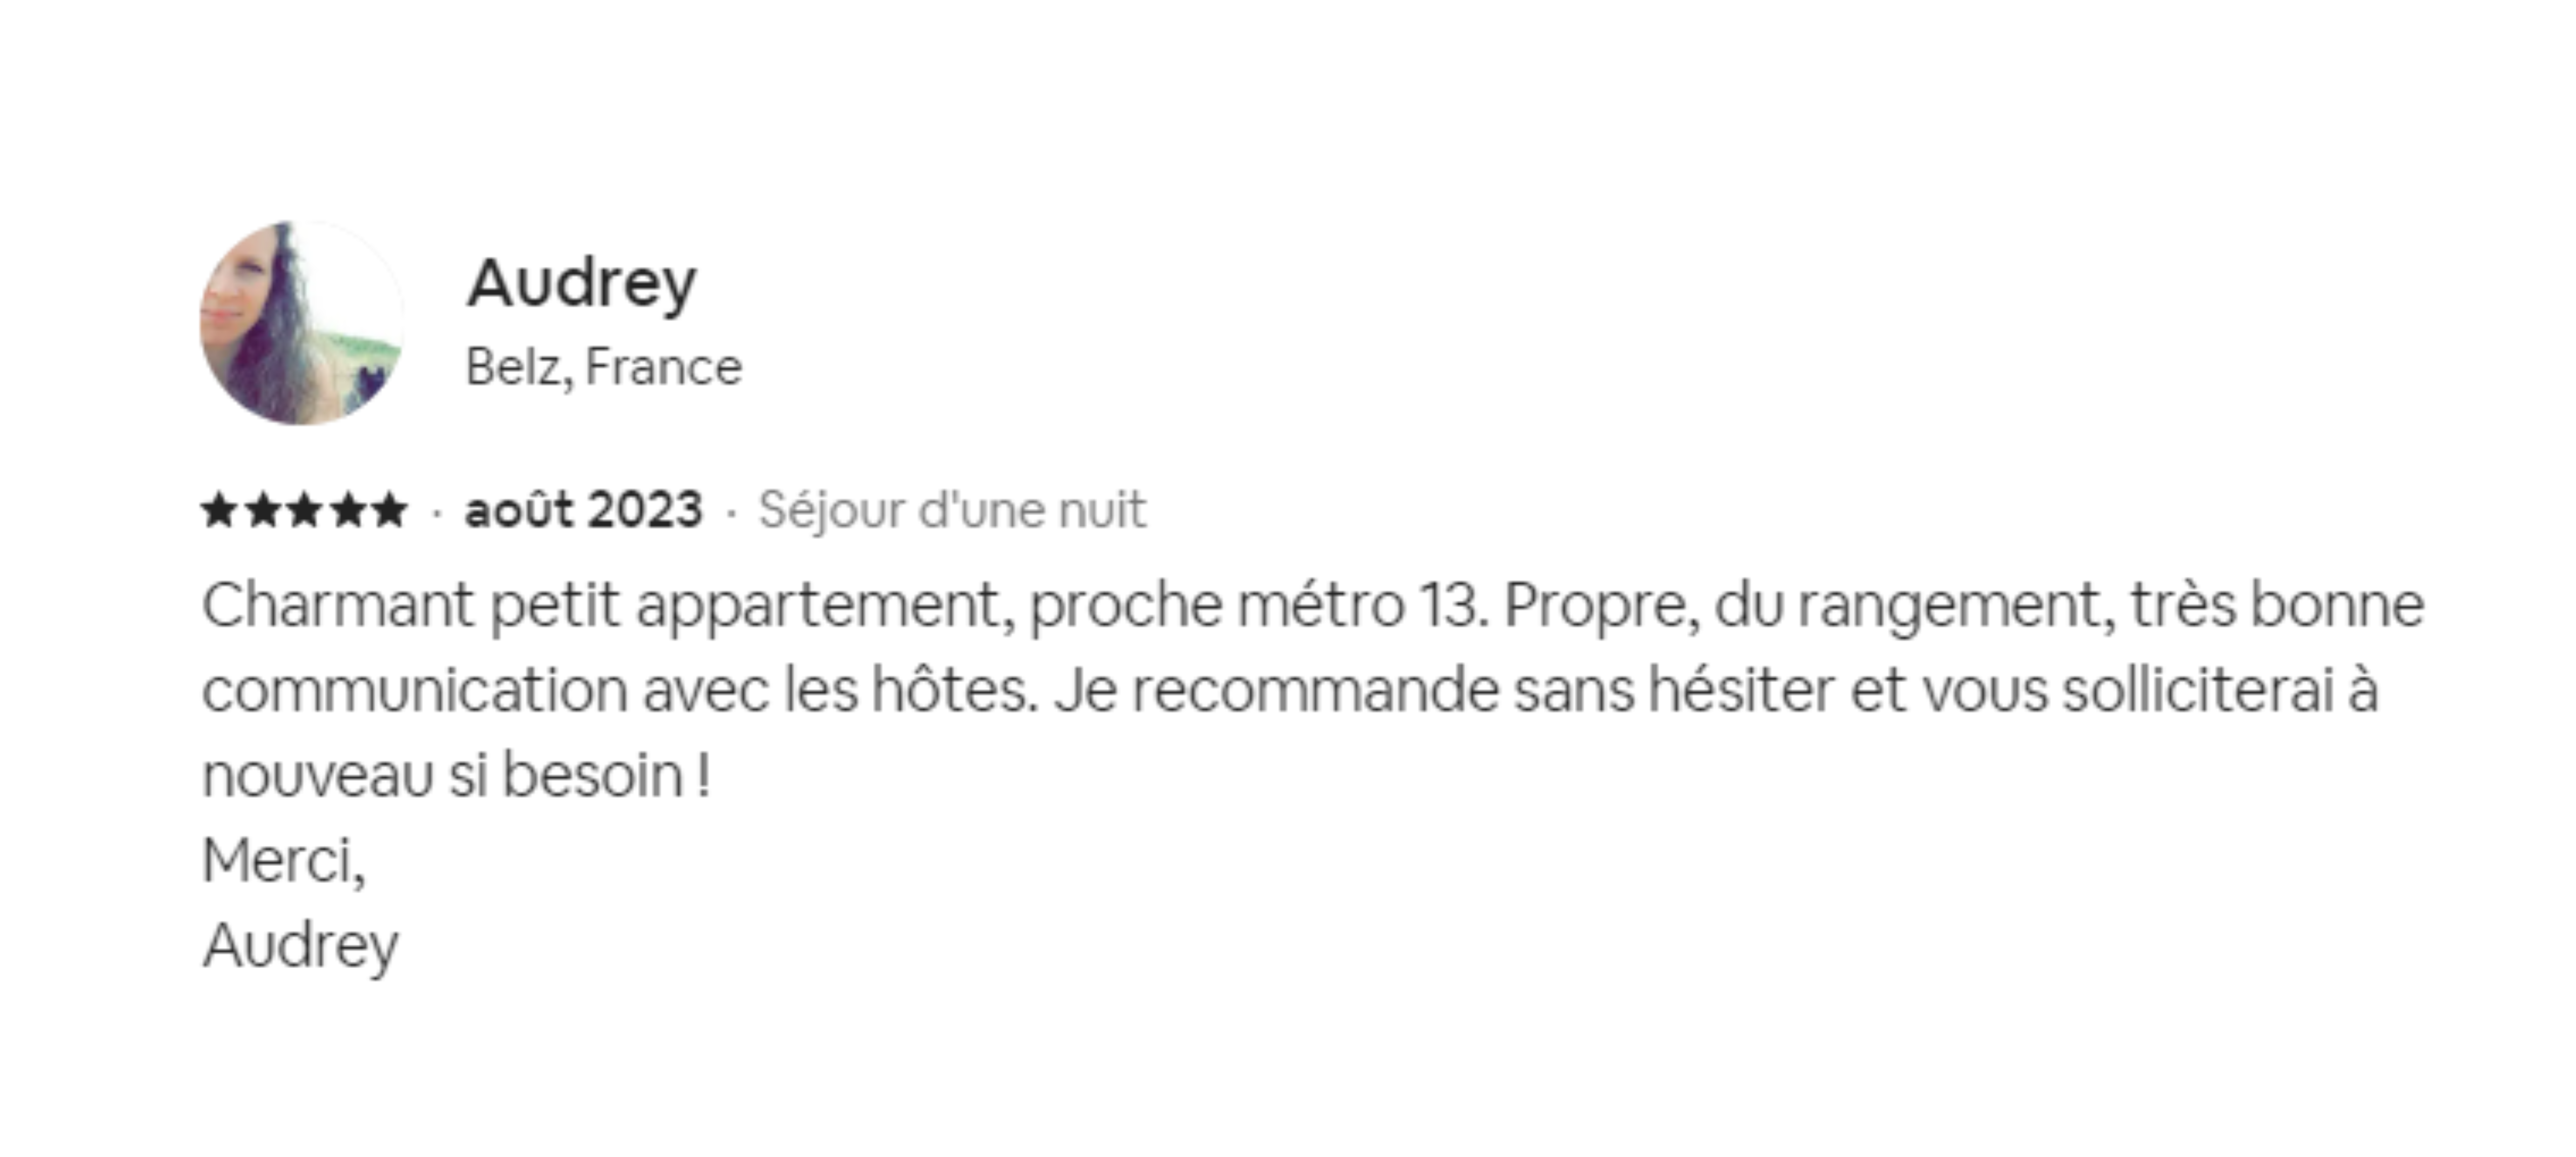 Audrey
Belz, France
★★★★★ · août 2023 · Séjour d'une nuit
Charmant petit appartement, proche métro 13. Propre, du rangement, très bonne
communication avec les hôtes. Je recommande sans hésiter et vous solliciterai à
nouveau si besoin !
Merci,
Audrey